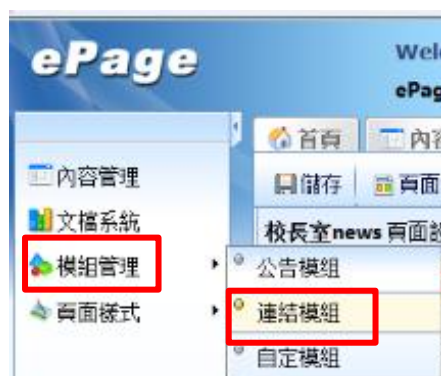 ePage
Wel
ePag
首頁
內容
儲存
頁面
校長室news 頁面設
內容管理
文檔系統
模組管理
頁面樣式
公告模組
連結模組
自定模組